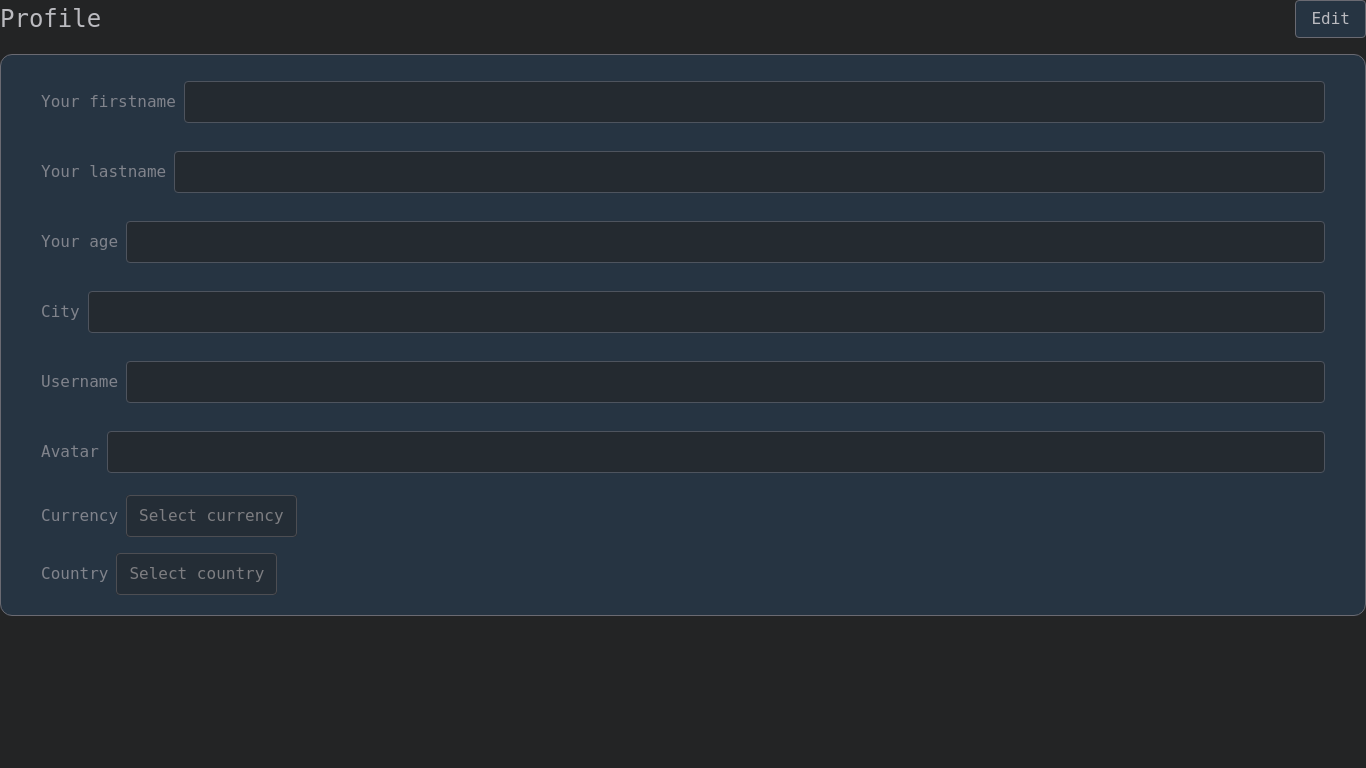 Profile
Edit
Your firstname
Your lastname
Your age
City
Username
Avatar
Currency Select currency
Country Select country